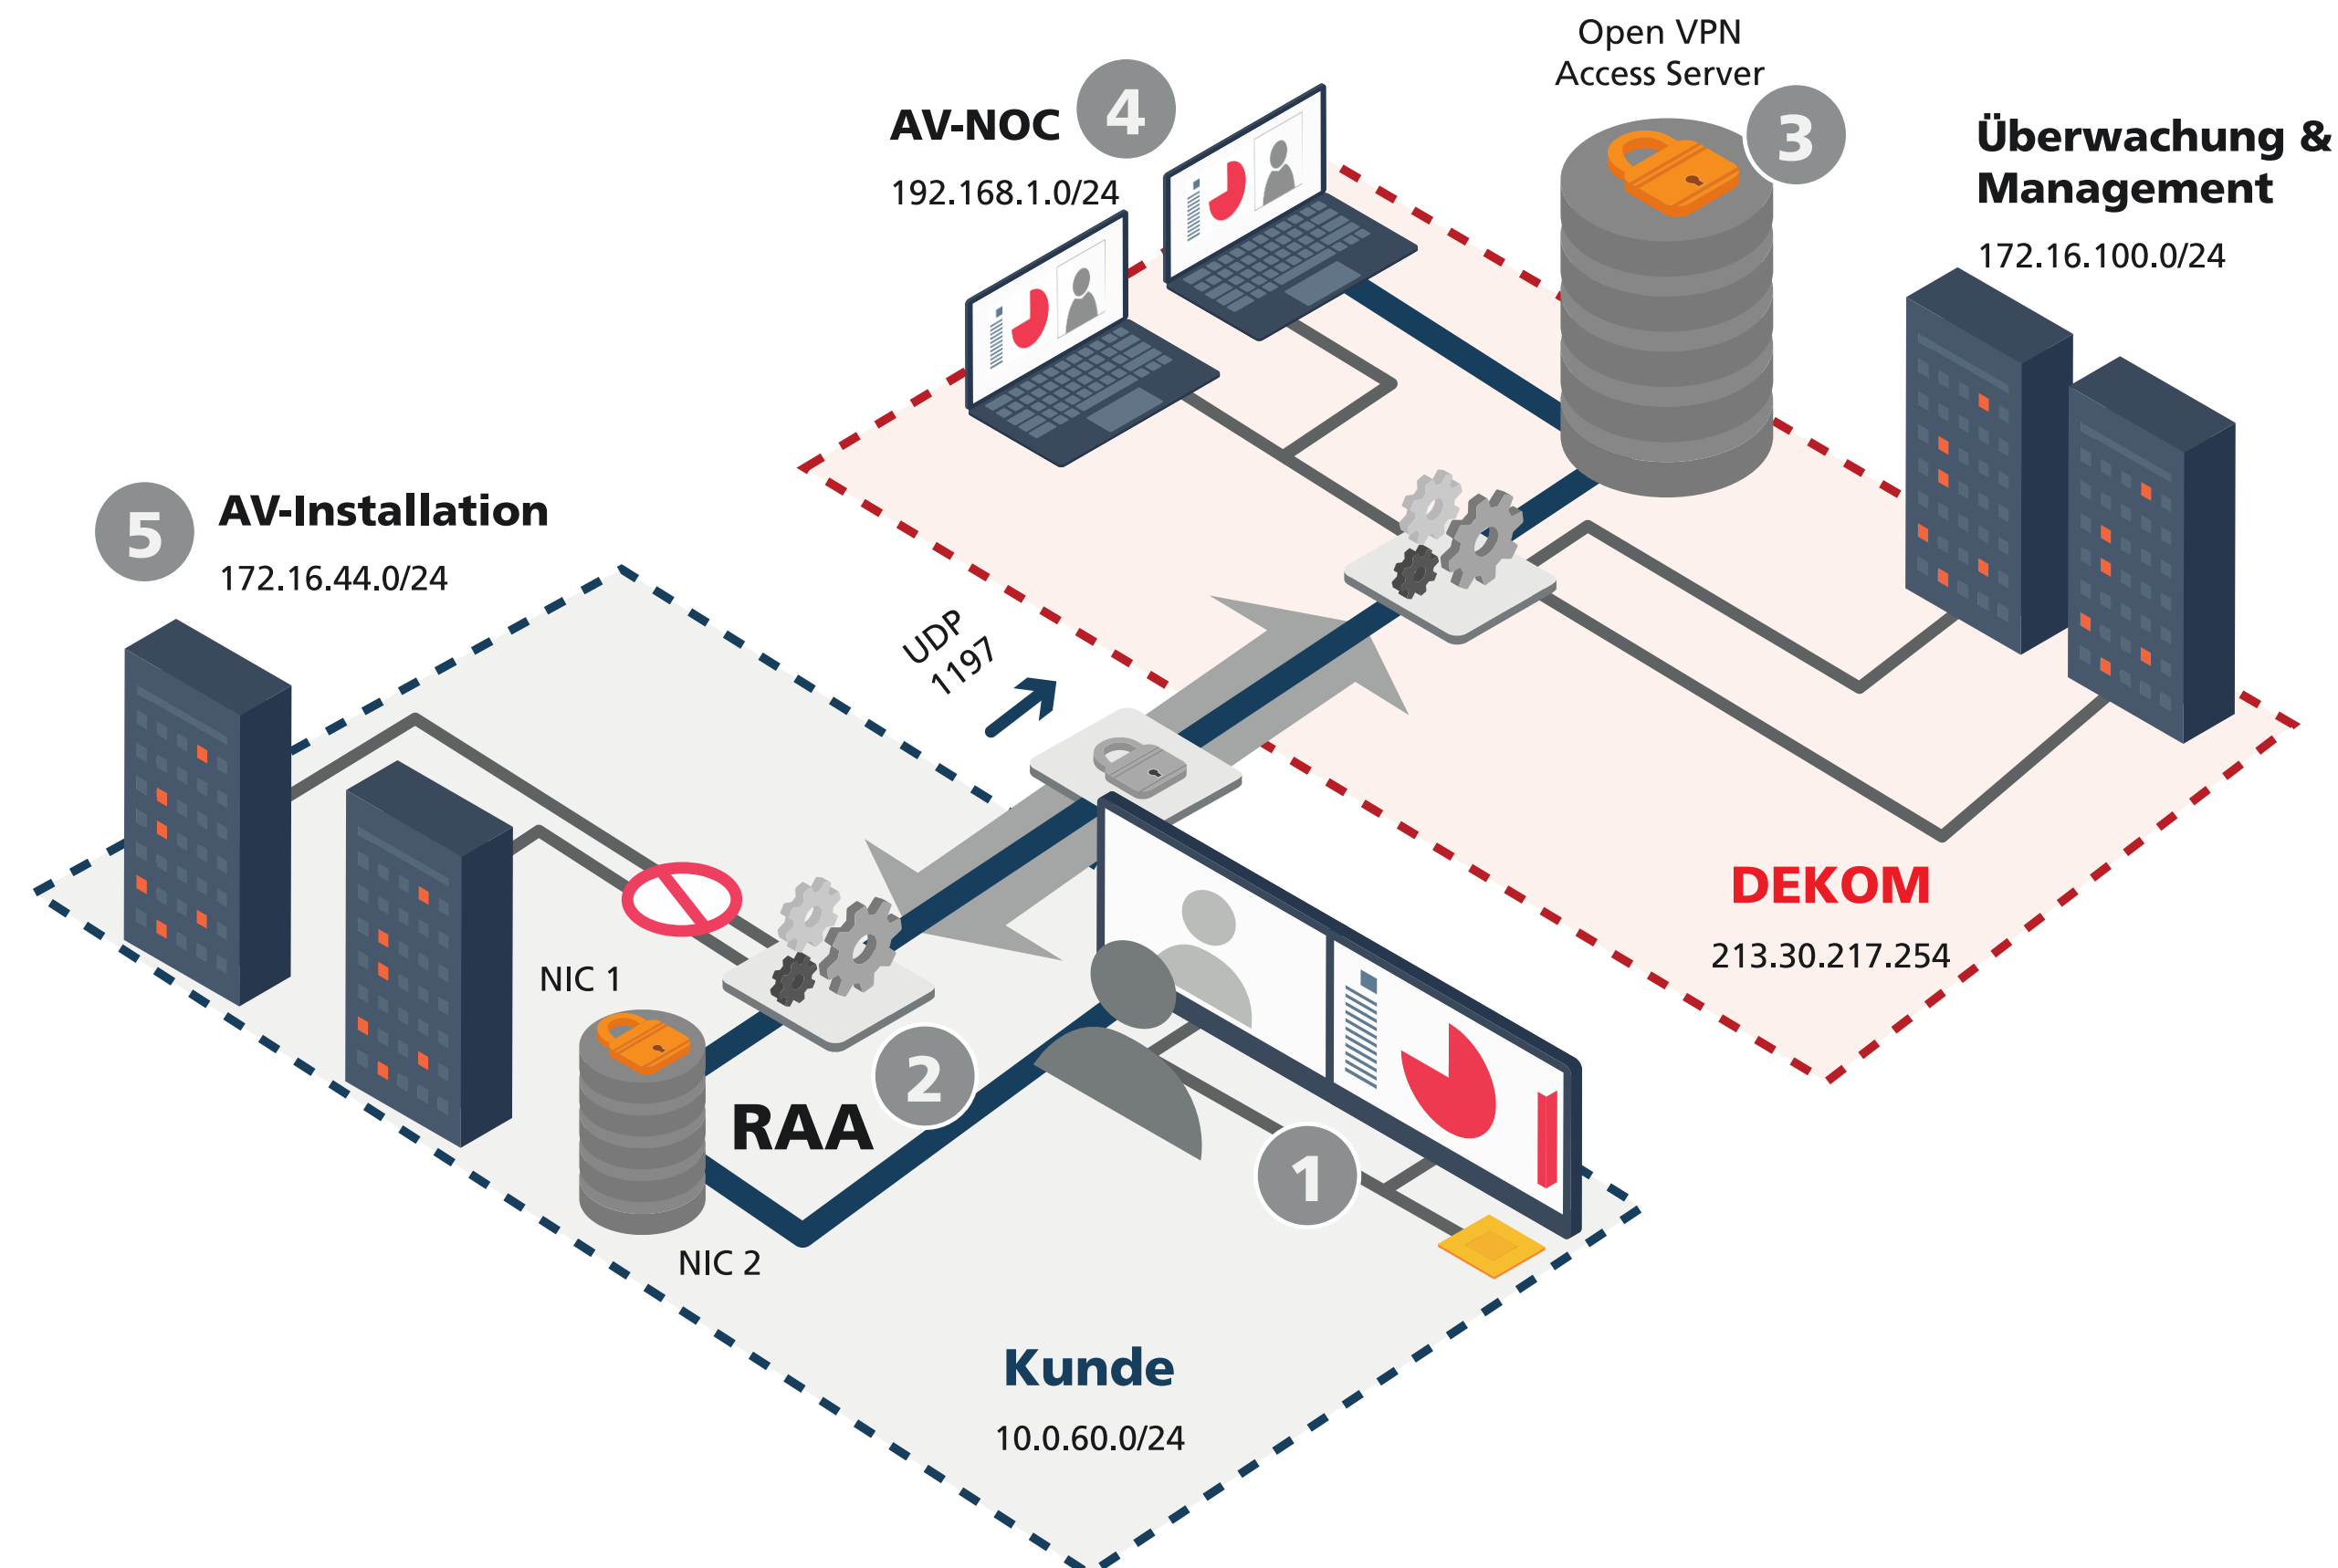 Open VPN
Access Server
3
AV-NOC
4
192.168.1.0/24
Überwachung &
Management
172.16.100.0/24
5
AV-Installation
172.16.44.0/24
UDP
1197
DEKOM
213.30.217.254
NIC 1
RAA
2
1
NIC 2
Kunde
10.0.60.0/24